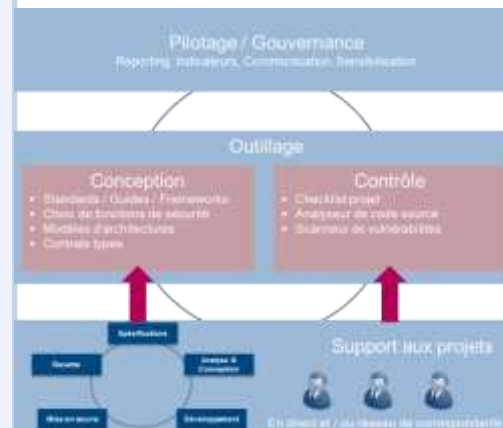 Pilotage / Gouvernance
Reporting, Indicateurs, Communication, Sensibilisation
Outillage
Conception
• Standards / Guides / Frameworks
• Choix de fonctions de sécurité
• Modèles d'architectures
• Contrats types
Contrôle
• Checklist projet
• Analyseur de code source
• Scanneur de vulnérabilités
Spécifications
Recette
Analyse & Conception
Mise en œuvre
Développement
Support aux projets
En direct et / ou réseau de correspondants